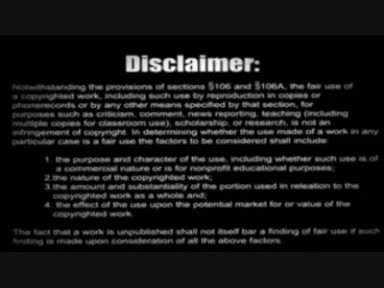 Disclaimer:
Notwithstanding the provisions of sections §106 and §106A, the fair use of
a copyrighted work, including such use by reproduction in copies or
phonerecords or by any other means specified by that section, for
purposes such as criticism, comment, news reporting, teaching (including
multiple copies for classroom use), scholarship, or research, is not an
infringement of copyright. In determining whether the use made of a work in any
particular case is a fair use the factors to be considered shall include:
1. the purpose and character of the use, including whether such use is of
a commercial nature or is for nonprofit educational purposes;
2.the nature of the copyrighted work;
3.the amount and substantiality of the portion used in releation to the
copyrighted work as a whole and;
4. the effect of the use upon the potential market for or value of the
copyrighted work.
The fact that a work is unpublished shall not itself bar a finding of fair use if such
finding is made upon consideration of all the above factors.